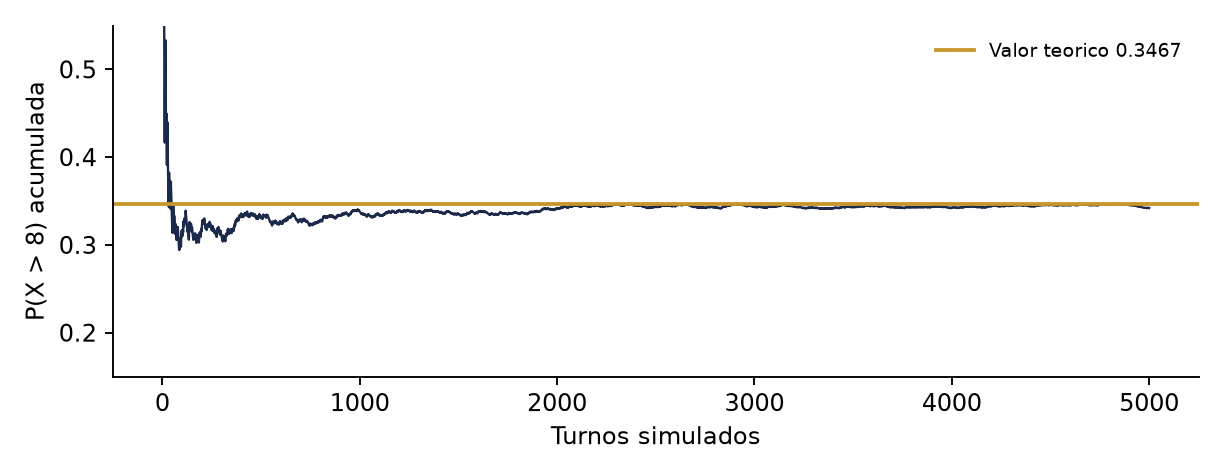 Valor teorico 0.3467
P(X > 8) acumulada
0.5
0.4
0.3
0.2
0 1000 2000 3000 4000 5000
Turnos simulados